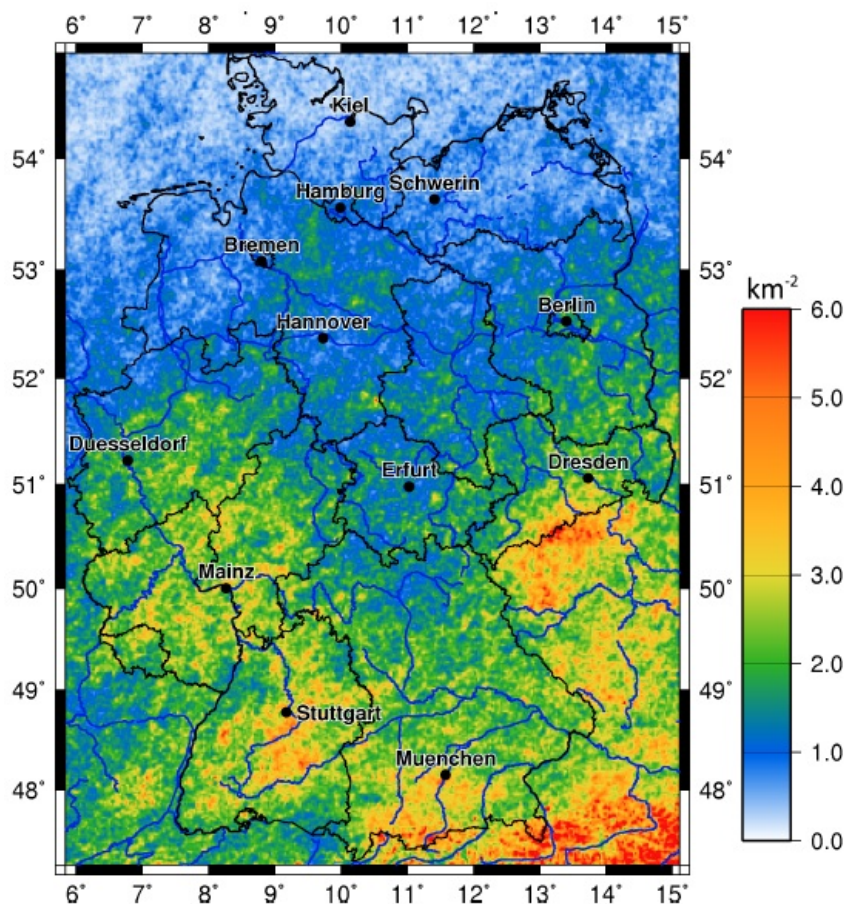 6° 7° 8° 9° 10° 11° 12° 13° 14° 15°
Kiel
54° 54°
Hamburg Schwerin
Bremen
53° 53°
km-2
Berlin 6.0
Hannover
52° 52°
5.0
Duesseldorf
Dresden
Erfurt
51° 51°
4.0
Mainz
50° 50°
3.0
2.0
49° 49°
Stuttgart
Muenchen
1.0
48° 48°
0.0
6° 7° 8° 9° 10° 11° 12° 13° 14° 15°